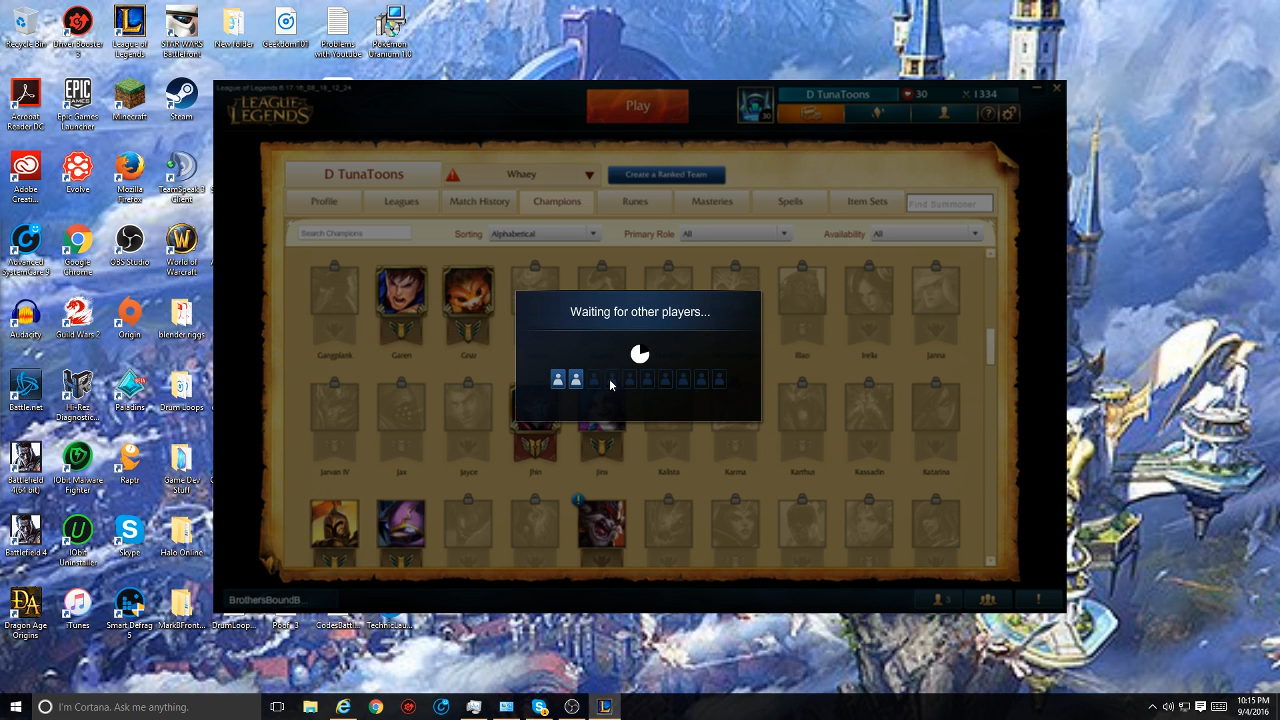 Recycle Bin
Driver Booster 3
League of Legends
STAR WARS Battlefront
New folder
Geekdom101
Problems with Youtube
Pokemon Uranium 1.0
Acrobat Reader DC
Epic Games Launcher
Minecraft
Steam
Adobe Creati...
Evolve
Mozilla Firefox
TeamSpeak 3 Client
Advanced SystemCare 9
Google Chrome
OBS Studio
World of Warcraft
Audacity
Guild Wars 2
Origin
blender riggs
Battle.net
Hi-Rez Diagnostic...
Paladins
Drum Loops
Battlefield 4(64 bit)
IObit Malware Fighter
Raptr
Game Dev Stuff
Battlefield 4
IObit Uninstaller
Skype
Halo Online
Dragon Age Origins
iTunes
Smart Defrag 5
MarkBFront...
DrumLoop...
Poof_3
CodesBattl...
TechnicLau...
LEAGUE OF LEGENDS
Play
30
D TunaToons
30
1334
D TunaToons
Whaey
Create a Ranked Team
Profile
Leagues
Match History
Champions
Runes
Masteries
Spells
Item Sets
Find Summoner
Search Champions
Sorting
Alphabetical
Primary Role
All
Availability
All
Waiting for other players...
Gangplank
Garen
Gnar
Illaoi
Irelia
Janna
Jarvan IV
Jax
Jayce
Jhin
Jinx
Kalista
Karma
Karthus
Kassadin
Katarina
BrothersBoundB...
3
I'm Cortana. Ask me anything.
10:15 PM
9/4/2016